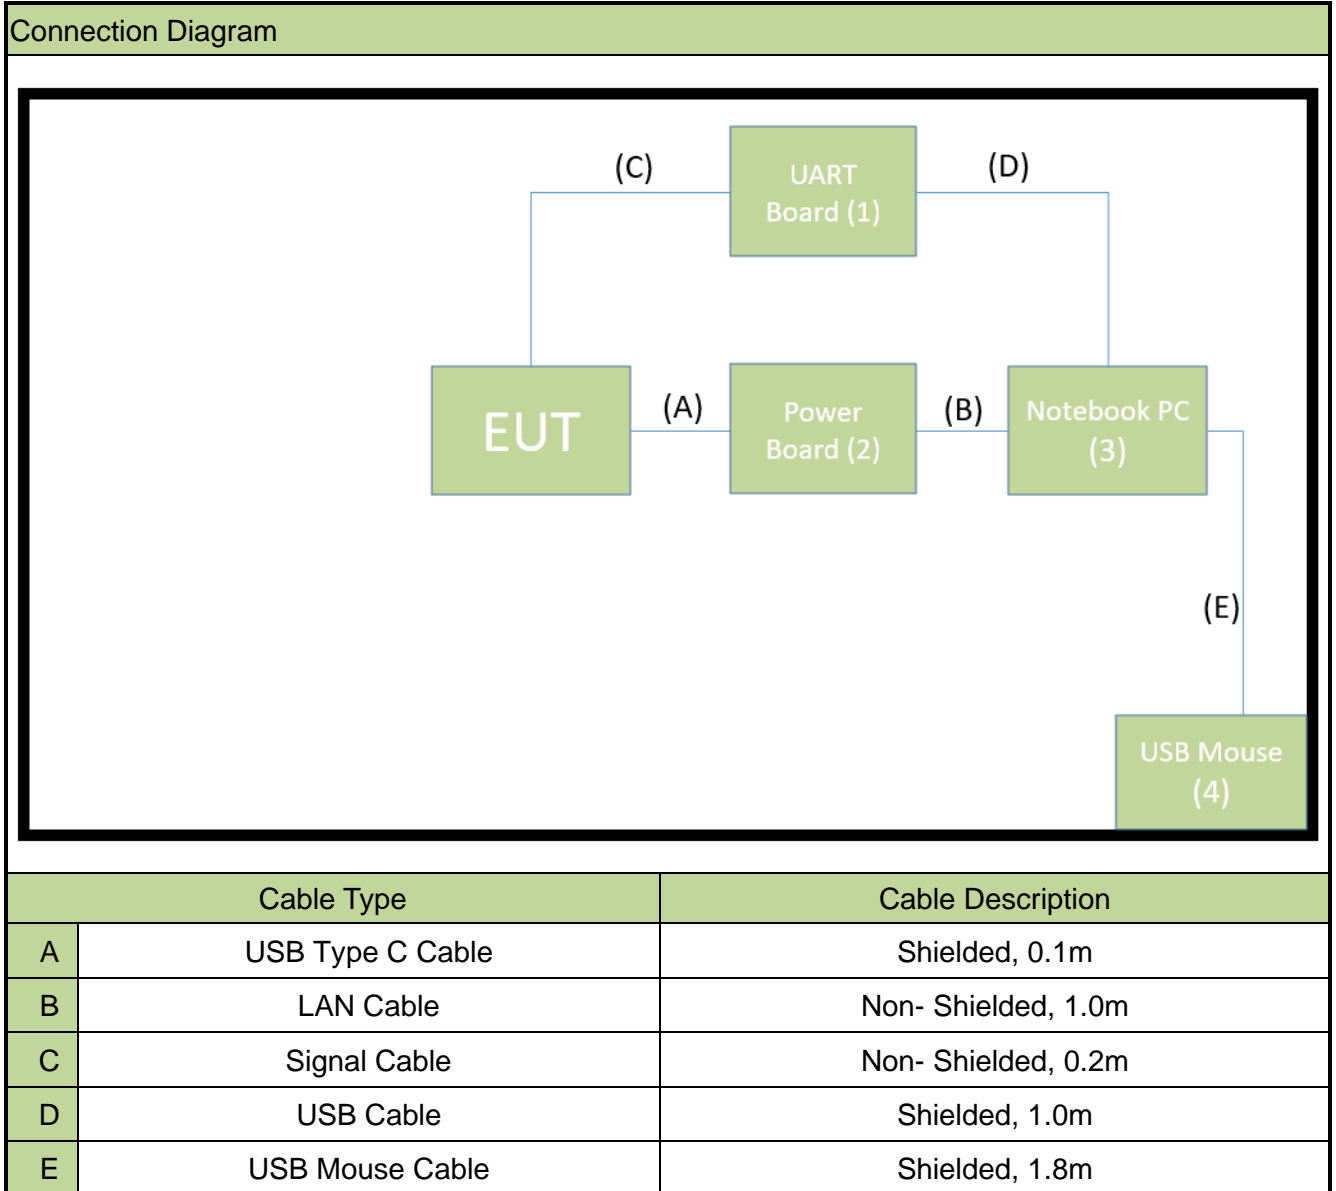 Connection Diagram
(C)
UART
Board (1)
(D)
EUT
(A)
Power
Board (2)
(B)
Notebook PC
(3)
(E)
USB Mouse
(4)
Cable Type Cable Description
A USB Type C Cable Shielded, 0.1m
B LAN Cable Non- Shielded, 1.0m
C Signal Cable Non- Shielded, 0.2m
D USB Cable Shielded, 1.0m
E USB Mouse Cable Shielded, 1.8m